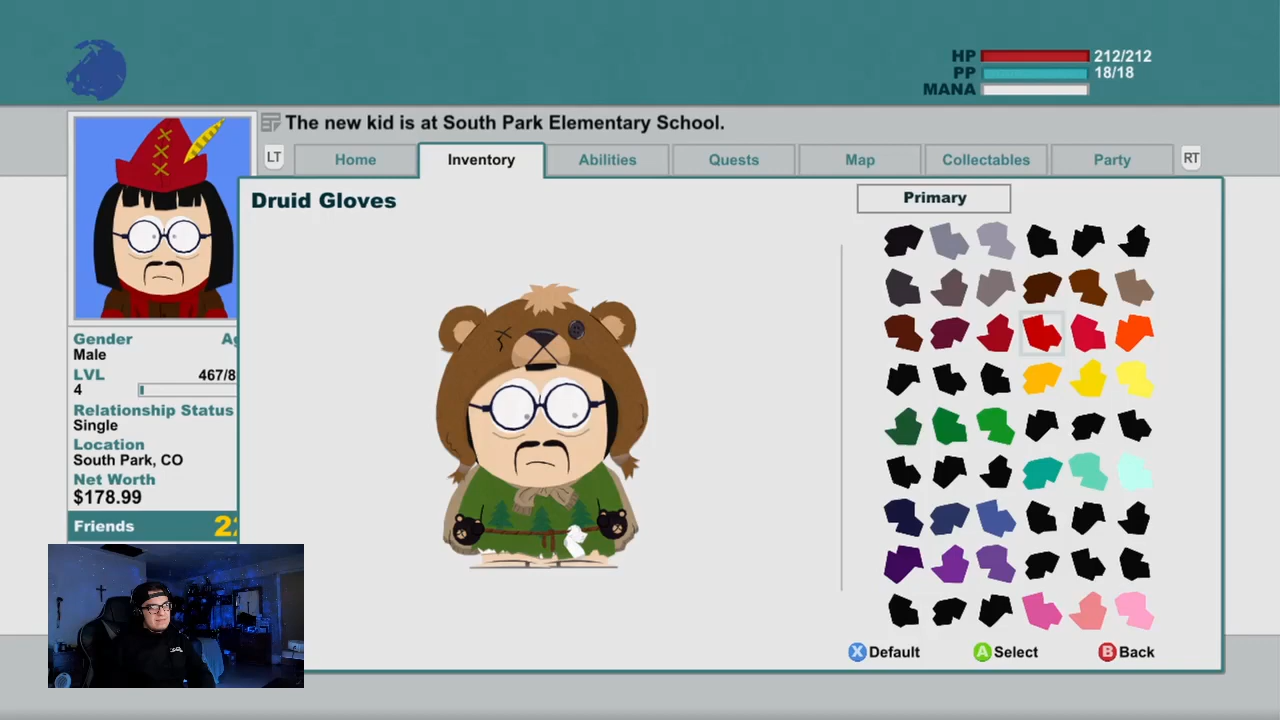 HP 212/212
PP 18/18
MANA
The new kid is at South Park Elementary School.
LT Home Inventory Abilities Quests Map Collectables Party RT
Druid Gloves
Primary
Gender
Male
LVL 467/8
4
Relationship Status
Single
Location
South Park, CO
Net Worth
$178.99
Friends
X Default A Select B Back